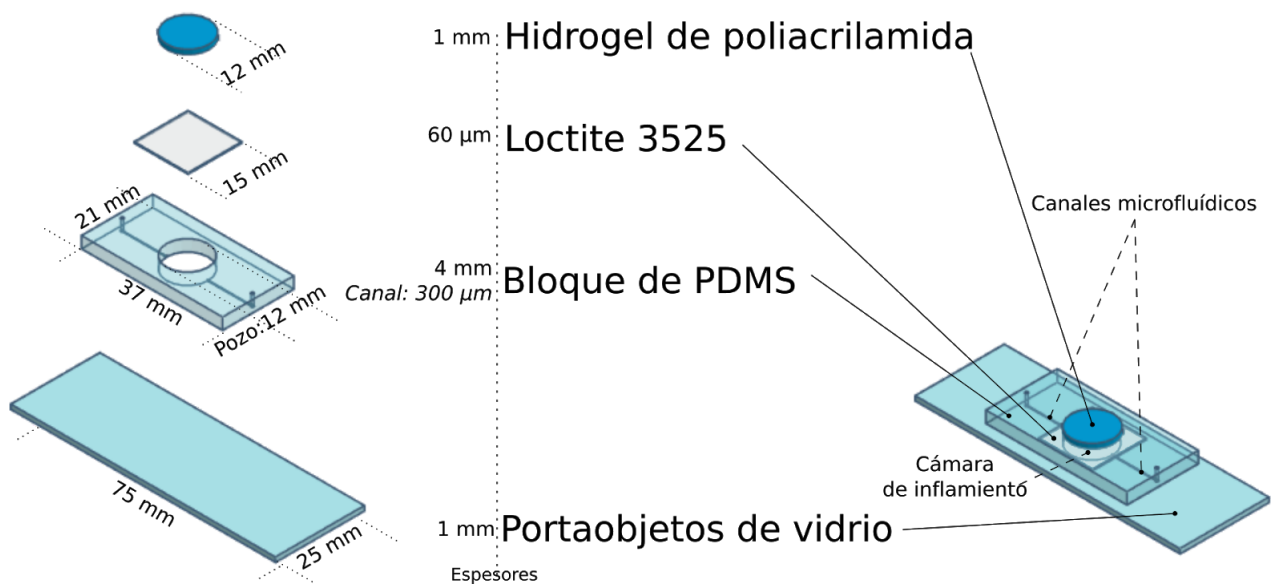 1 mm
Hidrogel de poliacrilamida
12 mm
60 μm
Loctite 3525
15 mm
21 mm
37 mm
Pozo:12 mm
4 mm
Canal: 300 μm
Bloque de PDMS
Canales microfluídicos
Cámara
de inflamiento
75 mm
25 mm
1 mm
Portaobjetos de vidrio
Espesores